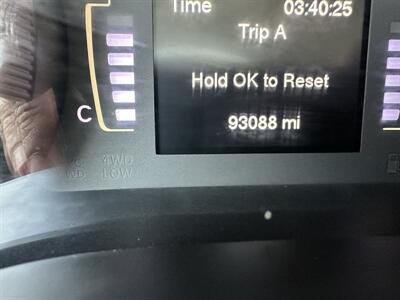 Time 03:40:25
Trip A
Hold OK to Reset
C 93088 mi
4WD
LOW